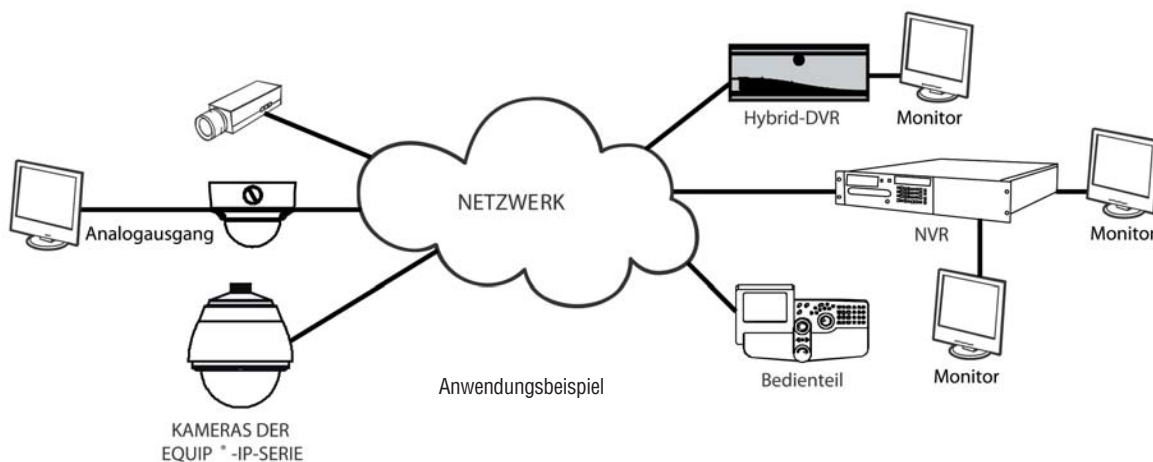 Hybrid-DVR
Monitor
NETZWERK
Analogausgang
NVR
Monitor
Anwendungsbeispiel
Bedienteil
Monitor
KAMERAS DER
EQUIP ® -IP-SERIE